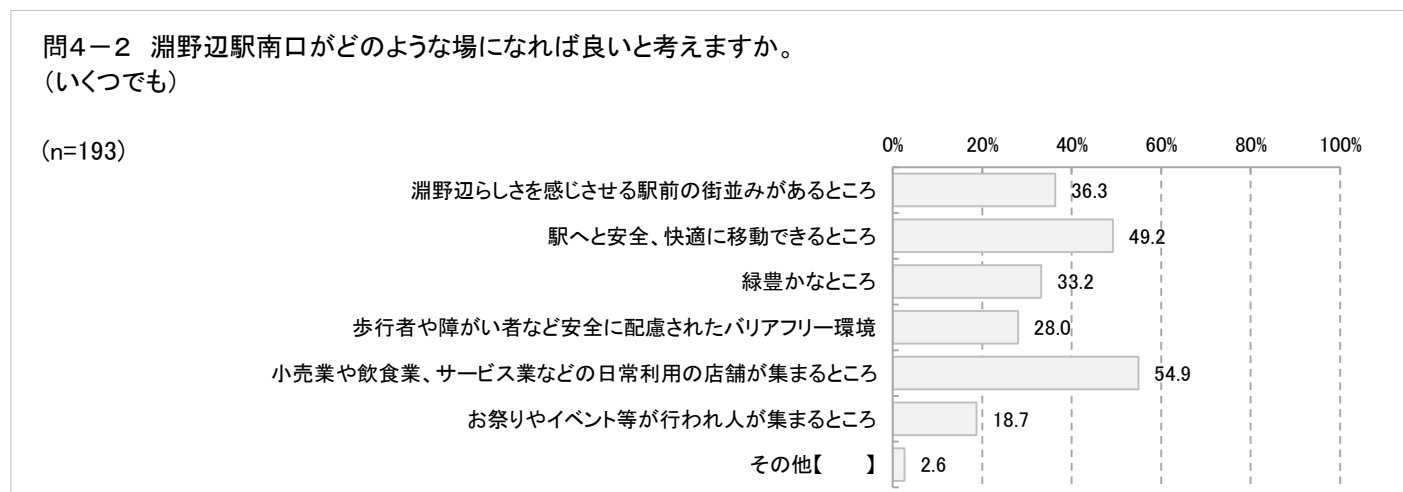 問4－2 淵野辺駅南口がどのような場になれば良いと考えますか。
（いくつでも）
(n=193)
0% 20% 40% 60% 80% 100%
淵野辺らしさを感じさせる駅前の街並みがあるところ 36.3
駅へと安全、快適に移動できるところ 49.2
緑豊かなところ 33.2
歩行者や障がい者など安全に配慮されたバリアフリー環境 28.0
小売業や飲食業、サービス業などの日常利用の店舗が集まるところ 54.9
お祭りやイベント等が行われ人が集まるところ 18.7
その他【　　】 2.6